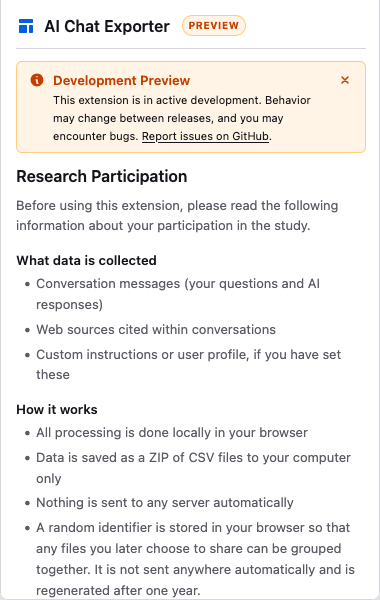 AI Chat Exporter
PREVIEW
Development Preview
This extension is in active development. Behavior
may change between releases, and you may
encounter bugs. Report issues on GitHub.
Research Participation
Before using this extension, please read the following
information about your participation in the study.
What data is collected
• Conversation messages (your questions and AI
responses)
• Web sources cited within conversations
• Custom instructions or user profile, if you have set
these
How it works
• All processing is done locally in your browser
• Data is saved as a ZIP of CSV files to your computer
only
• Nothing is sent to any server automatically
• A random identifier is stored in your browser so that
any files you later choose to share can be grouped
together. It is not sent anywhere automatically and is
regenerated after one year.